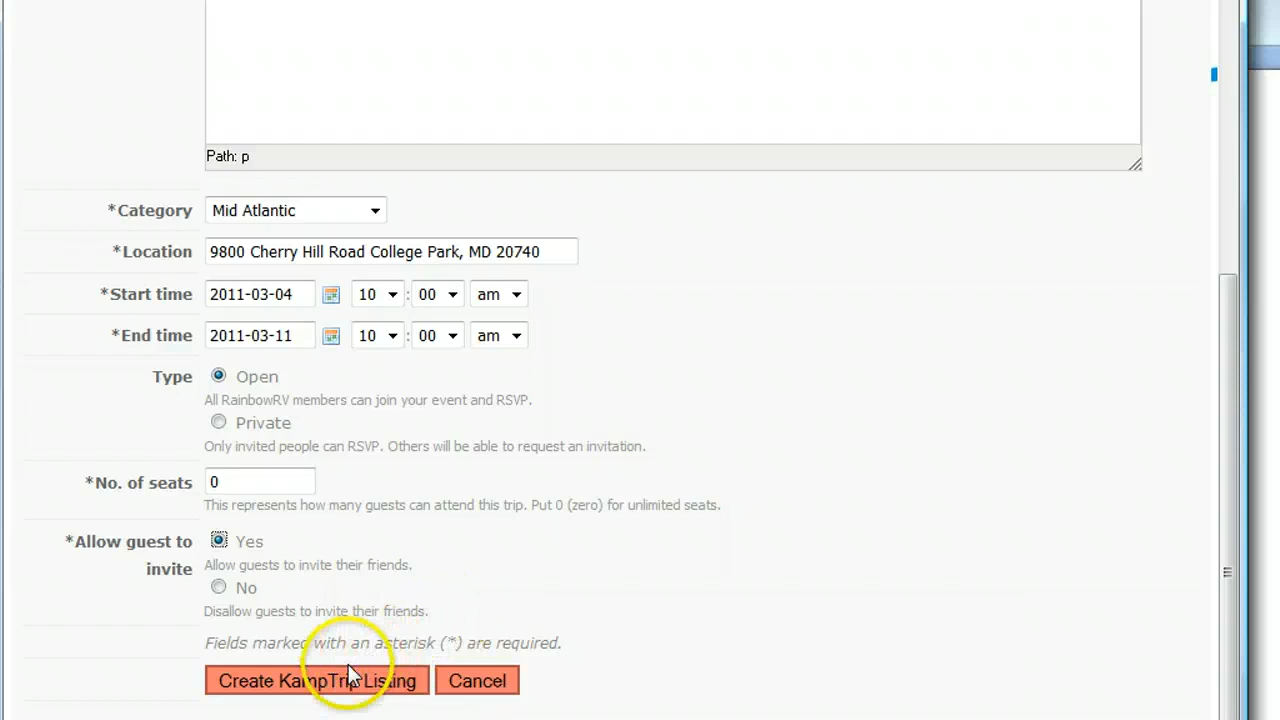 Path: p
*Category Mid Atlantic
*Location 9800 Cherry Hill Road College Park, MD 20740
*Start time 2011-03-04 10 : 00 am
*End time 2011-03-11 10 : 00 am
Type Open
All RainbowRV members can join your event and RSVP.
Private
Only invited people can RSVP. Others will be able to request an invitation.
*No. of seats 0
This represents how many guests can attend this trip. Put 0 (zero) for unlimited seats.
*Allow guest to invite Yes
Allow guests to invite their friends.
No
Disallow guests to invite their friends.
Fields marked with an asterisk (*) are required.
Create KampTrip Listing Cancel